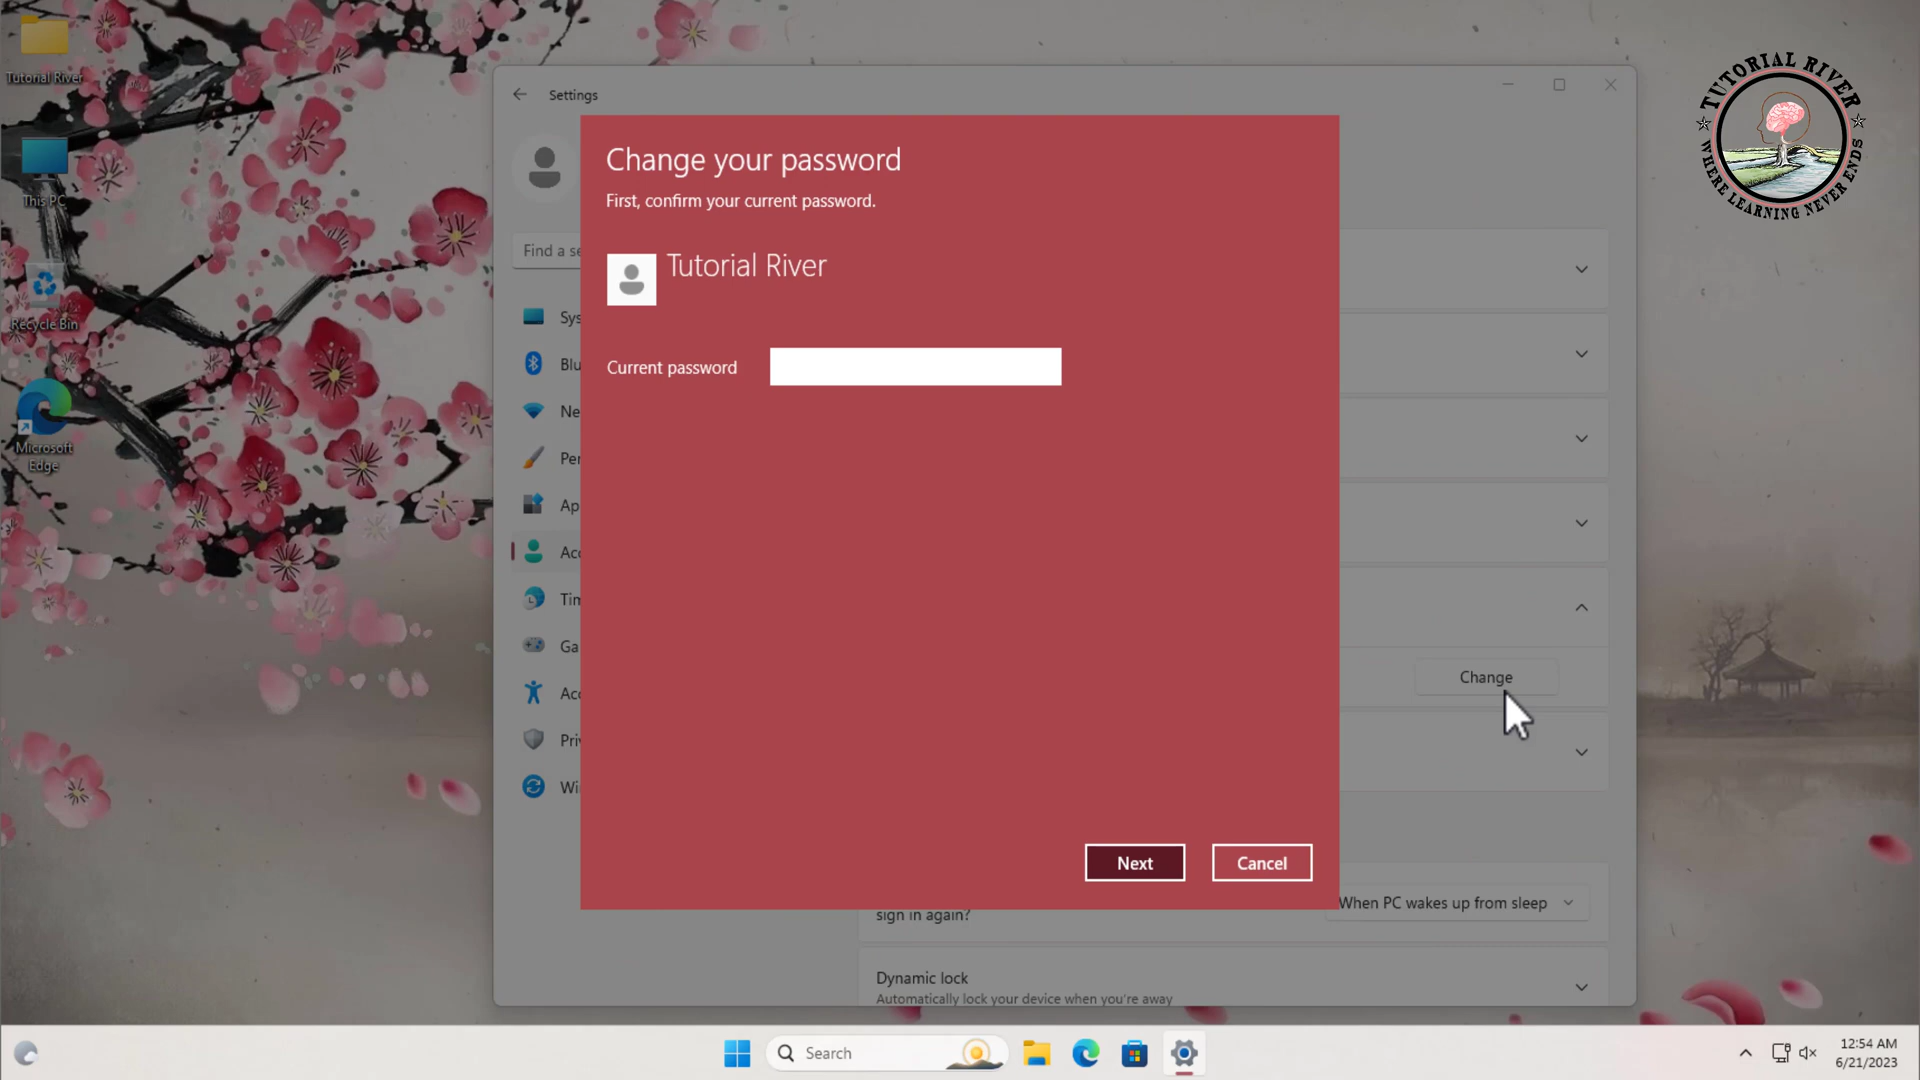 Tutorial River
This PC
Recycle Bin
Microsoft
Edge
TUTORIAL RIVER
WHERE LEARNING NEVER ENDS
Settings
Find a se
Sys
Blu
Ne
Per
Ap
Acc
Tim
Ga
Acc
Pri
Wi
Change your password
First, confirm your current password.
Tutorial River
Current password
Next
Cancel
Change
sign in again?
When PC wakes up from sleep
Dynamic lock
Automatically lock your device when you're away
Search
12:54 AM
6/21/2023